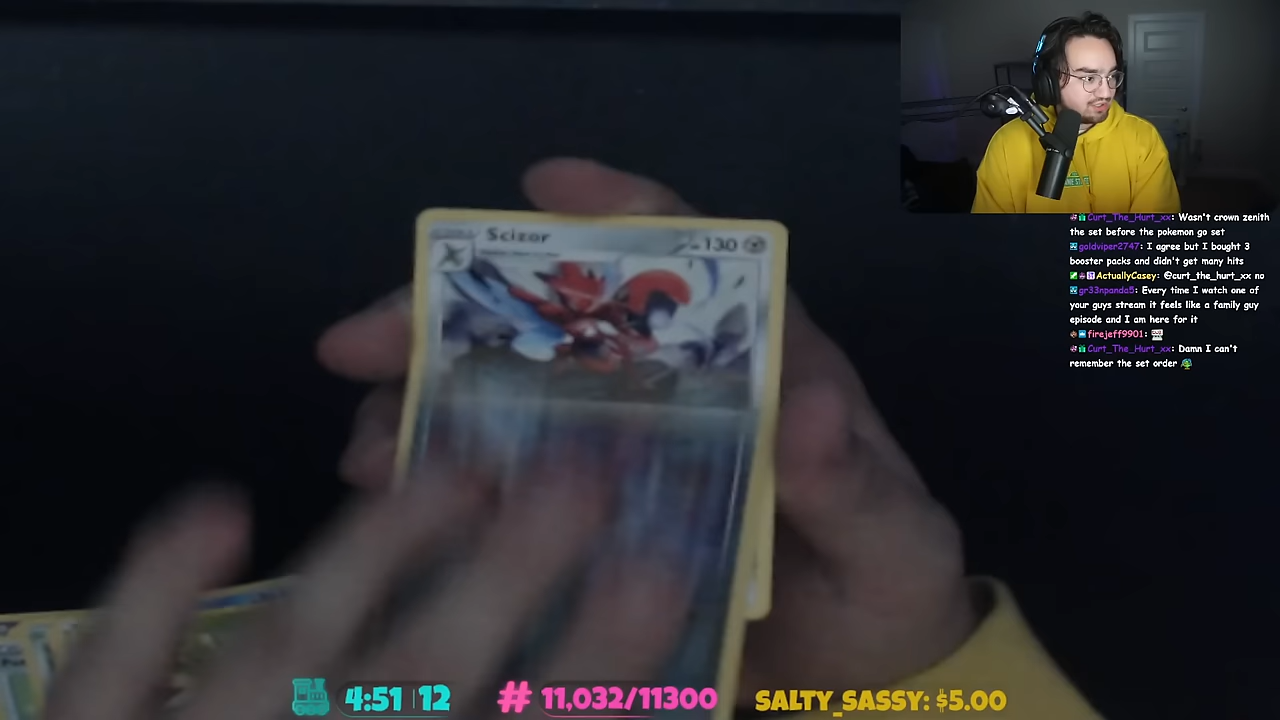 Scizor
130
Curt_The_Hurt_xx: Wasn't crown zenith
the set before the pokemon go set
goldviper2747: I agree but I bought 3
booster packs and didn't get many hits
ActuallyCasey: @curt_the_hurt_xx no
gr33npanda5: Every time I watch one of
your guys stream it feels like a family guy
episode and I am here for it
firejeff9901:
Curt_The_Hurt_xx: Damn I can't
remember the set order
4:51 | 12
# 11,032/11300
SALTY_SASSY: $5.00